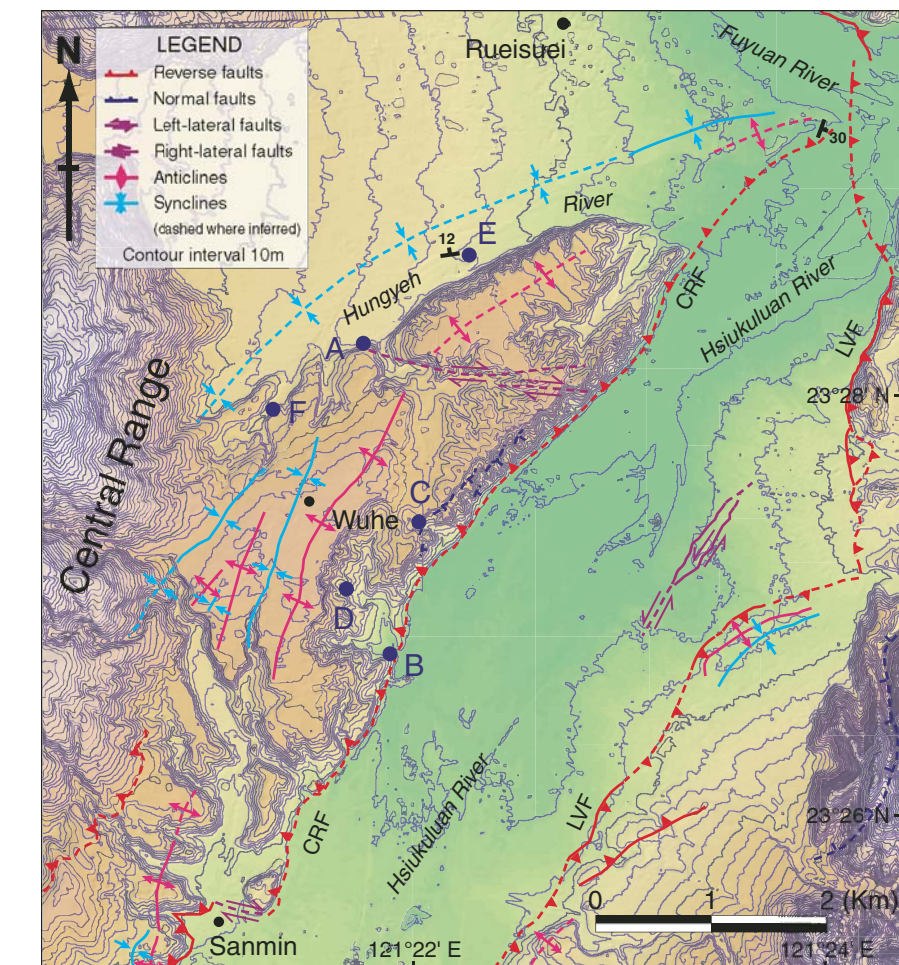 N
LEGEND
Reverse faults
Normal faults
Left-lateral faults
Right-lateral faults
Anticlines
Synclines
(dashed where inferred)
Contour interval 10m
Rueisuei
Fuyuan River
30
River
12
E
Hungyeh
CRF
Hsiukuluan River
LVF
A
23°28' N
F
Central Range
C
Wuhe
D
B
Hsiukuluan River
LVF
23°26' N
CRF
0 1 2 (Km)
Sanmin
121°22' E
121°24' E